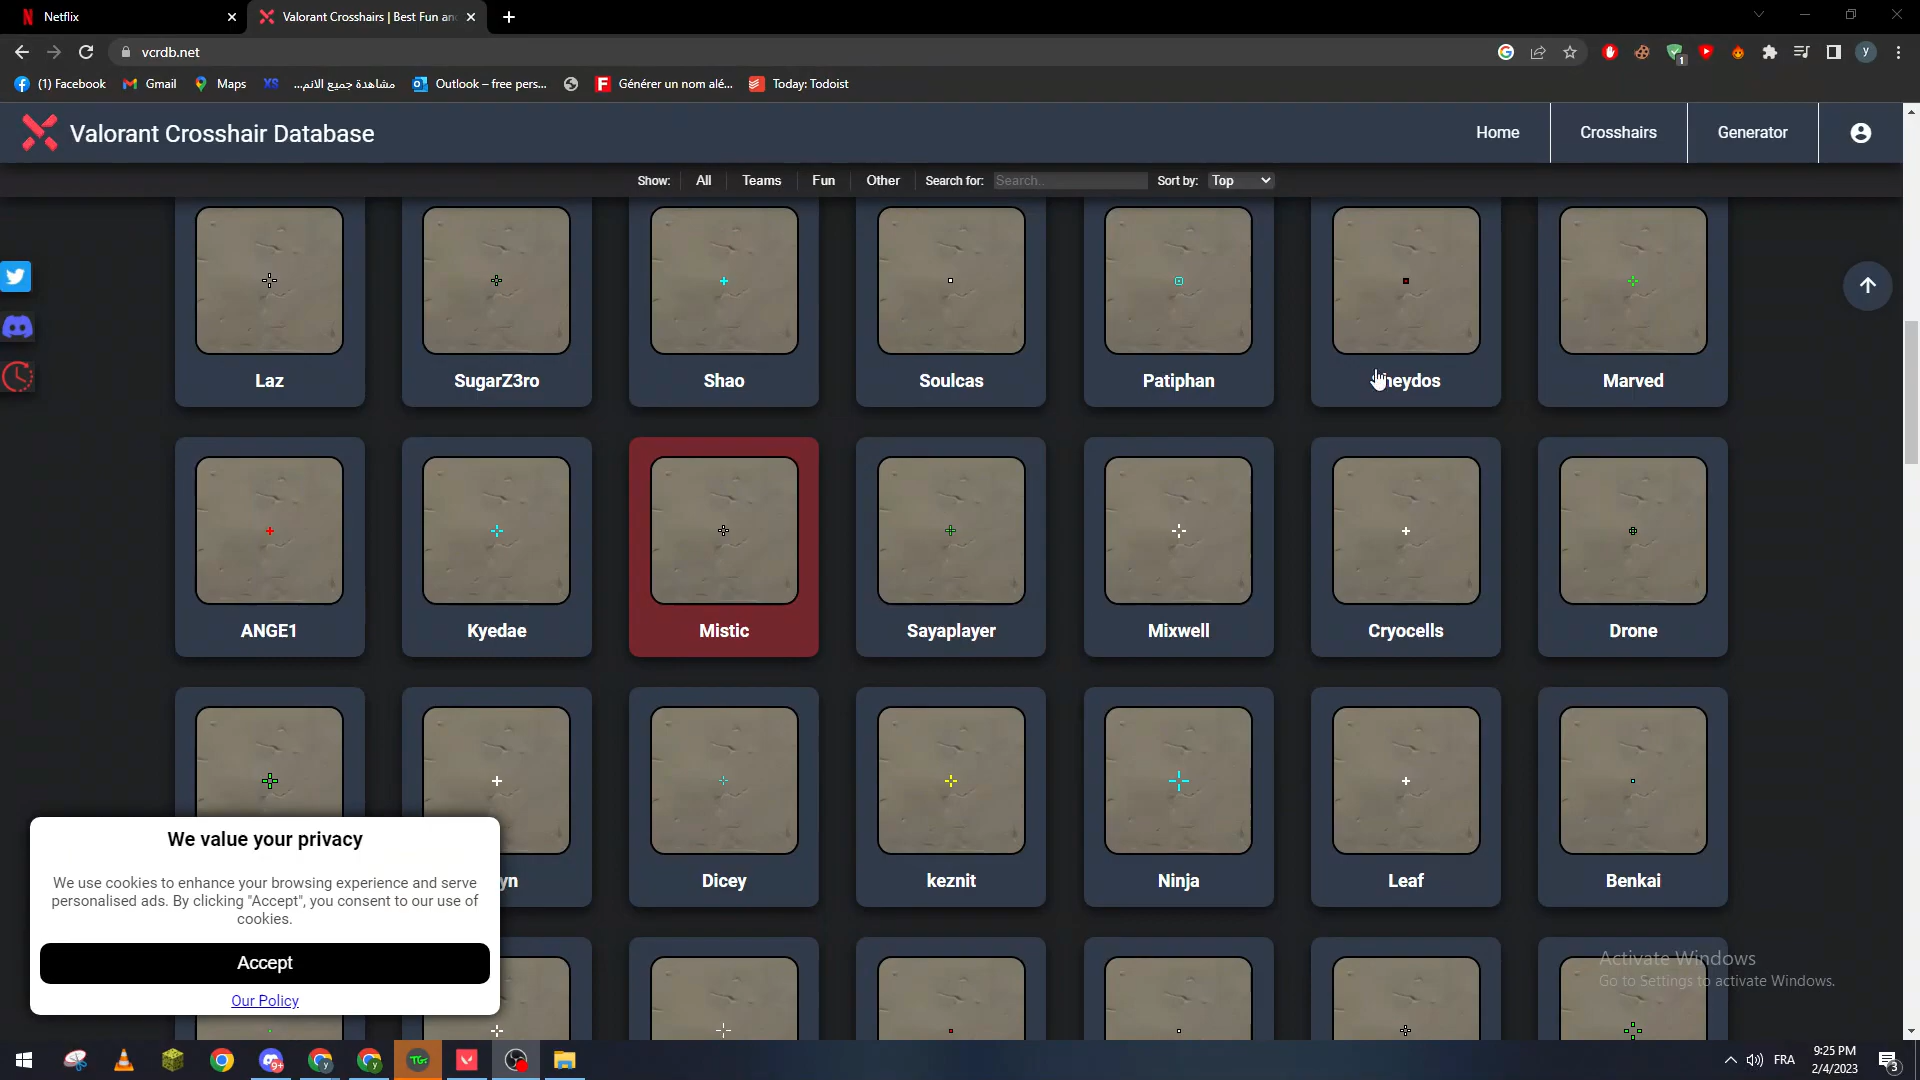 Netflix
Valorant Crosshairs | Best Fun an
vcrdb.net
1
y
(1) Facebook
Gmail
Maps
XS
مشاهدة جميع الانم...
Outlook – free pers...
Générer un nom alé...
Today: Todoist
Valorant Crosshair Database
Home
Crosshairs
Generator
Show:
All
Teams
Fun
Other
Search for:
Search..
Sort by:
Top
Laz
SugarZ3ro
Shao
Soulcas
Patiphan
Marved
ANGE1
Kyedae
Mistic
Sayaplayer
Mixwell
Cryocells
Drone
yn
Dicey
keznit
Ninja
Leaf
Benkai
We value your privacy
We use cookies to enhance your browsing experience and serve
personalised ads. By clicking "Accept", you consent to our use of
cookies.
Accept
Our Policy
Activate Windows
Go to Settings to activate Windows.
9+
TGs
FRA
9:25 PM
2/4/2023
3